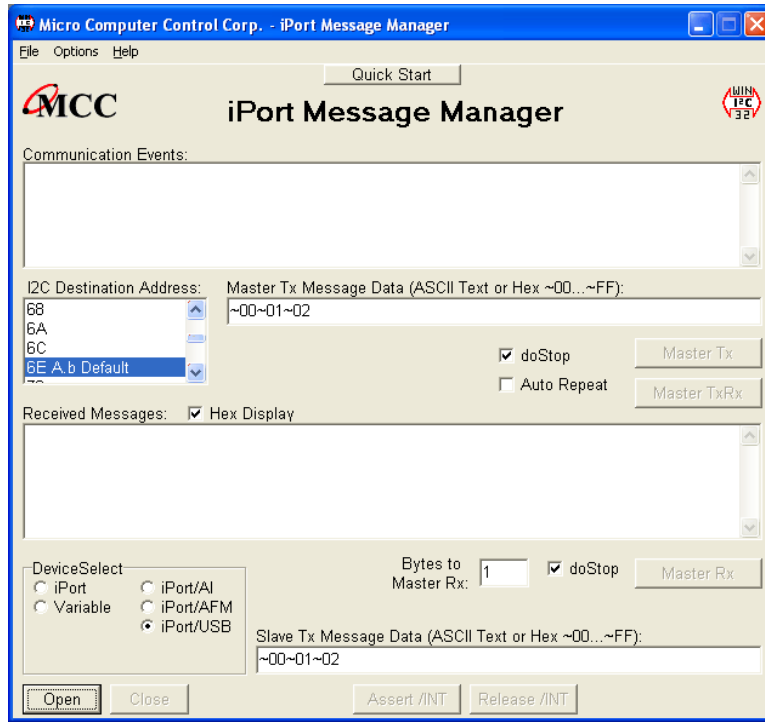 Micro Computer Control Corp. - iPort Message Manager
File Options Help
Quick Start
MCC
iPort Message Manager
WIN
I²C
32
Communication Events:
I2C Destination Address:
Master Tx Message Data (ASCII Text or Hex ~00...~FF):
68
6A
6C
6E A.b Default
~00~01~02
doStop
Master Tx
Auto Repeat
Master TxRx
Received Messages:
Hex Display
DeviceSelect
iPort
iPort/AI
Variable
iPort/AFM
iPort/USB
Bytes to
Master Rx:
1
doStop
Master Rx
Slave Tx Message Data (ASCII Text or Hex ~00...~FF):
~00~01~02
Open
Close
Assert /INT
Release /INT